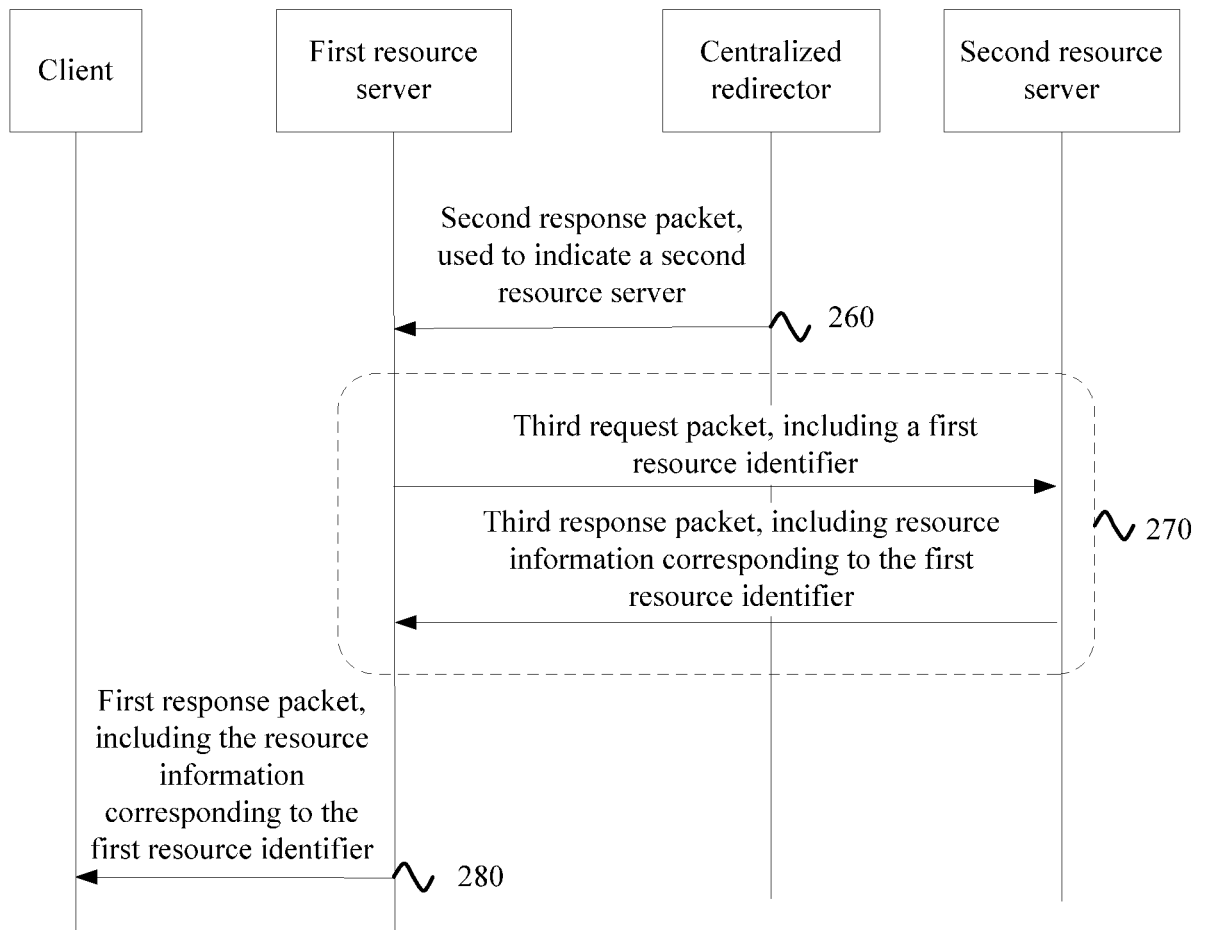 Client
First resource
server
Centralized
redirector
Second resource
server
Second response packet,
used to indicate a second
resource server
260
Third request packet, including a first
resource identifier
Third response packet, including resource
information corresponding to the first
resource identifier
270
First response packet,
including the resource
information
corresponding to the
first resource identifier
280